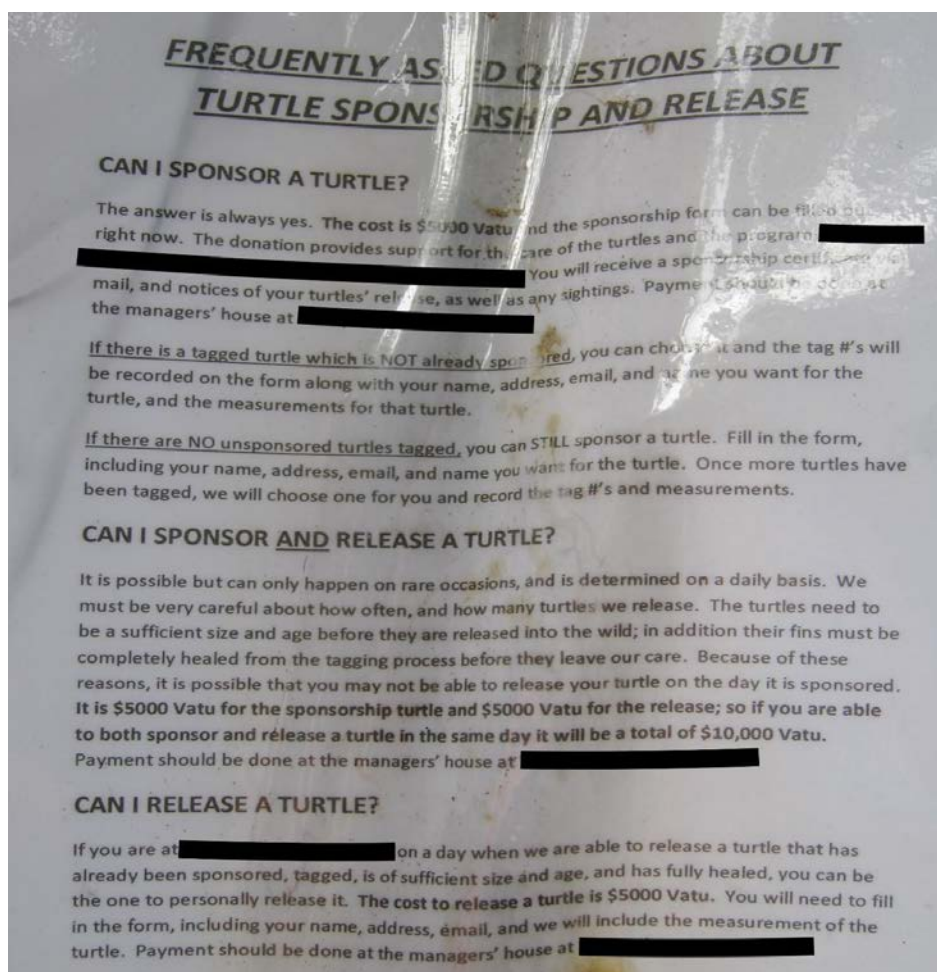 FREQUENTLY ASKED QUESTIONS ABOUT
TURTLE SPONSORSHIP AND RELEASE
CAN I SPONSOR A TURTLE?
The answer is always yes. The cost is $5000 Vatu and the sponsorship form can be filled out
right now. The donation provides support for the care of the turtles and the program
You will receive a sponsorship certificate via
mail, and notices of your turtles' release, as well as any sightings. Payment should be done at
the managers' house at
If there is a tagged turtle which is NOT already sponsored, you can choose it and the tag #'s will
be recorded on the form along with your name, address, email, and name you want for the
turtle, and the measurements for that turtle.
If there are NO unsponsored turtles tagged, you can STILL sponsor a turtle. Fill in the form,
including your name, address, email, and name you want for the turtle. Once more turtles have
been tagged, we will choose one for you and record the tag #'s and measurements.
CAN I SPONSOR AND RELEASE A TURTLE?
It is possible but can only happen on rare occasions, and is determined on a daily basis. We
must be very careful about how often, and how many turtles we release. The turtles need to
be a sufficient size and age before they are released into the wild; in addition their fins must be
completely healed from the tagging process before they leave our care. Because of these
reasons, it is possible that you may not be able to release your turtle on the day it is sponsored.
It is $5000 Vatu for the sponsorship turtle and $5000 Vatu for the release; so if you are able
to both sponsor and release a turtle in the same day it will be a total of $10,000 Vatu.
Payment should be done at the managers' house at
CAN I RELEASE A TURTLE?
If you are at on a day when we are able to release a turtle that has
already been sponsored, tagged, is of sufficient size and age, and has fully healed, you can be
the one to personally release it. The cost to release a turtle is $5000 Vatu. You will need to fill
in the form, including your name, address, email, and we will include the measurement of the
turtle. Payment should be done at the managers' house at